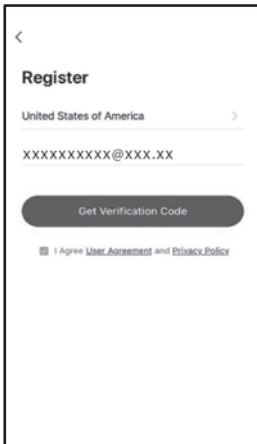 Register
United States of America
xxxxxxxxxx@xxx.xx
Get Verification Code
I Agree User Agreement and Privacy Policy